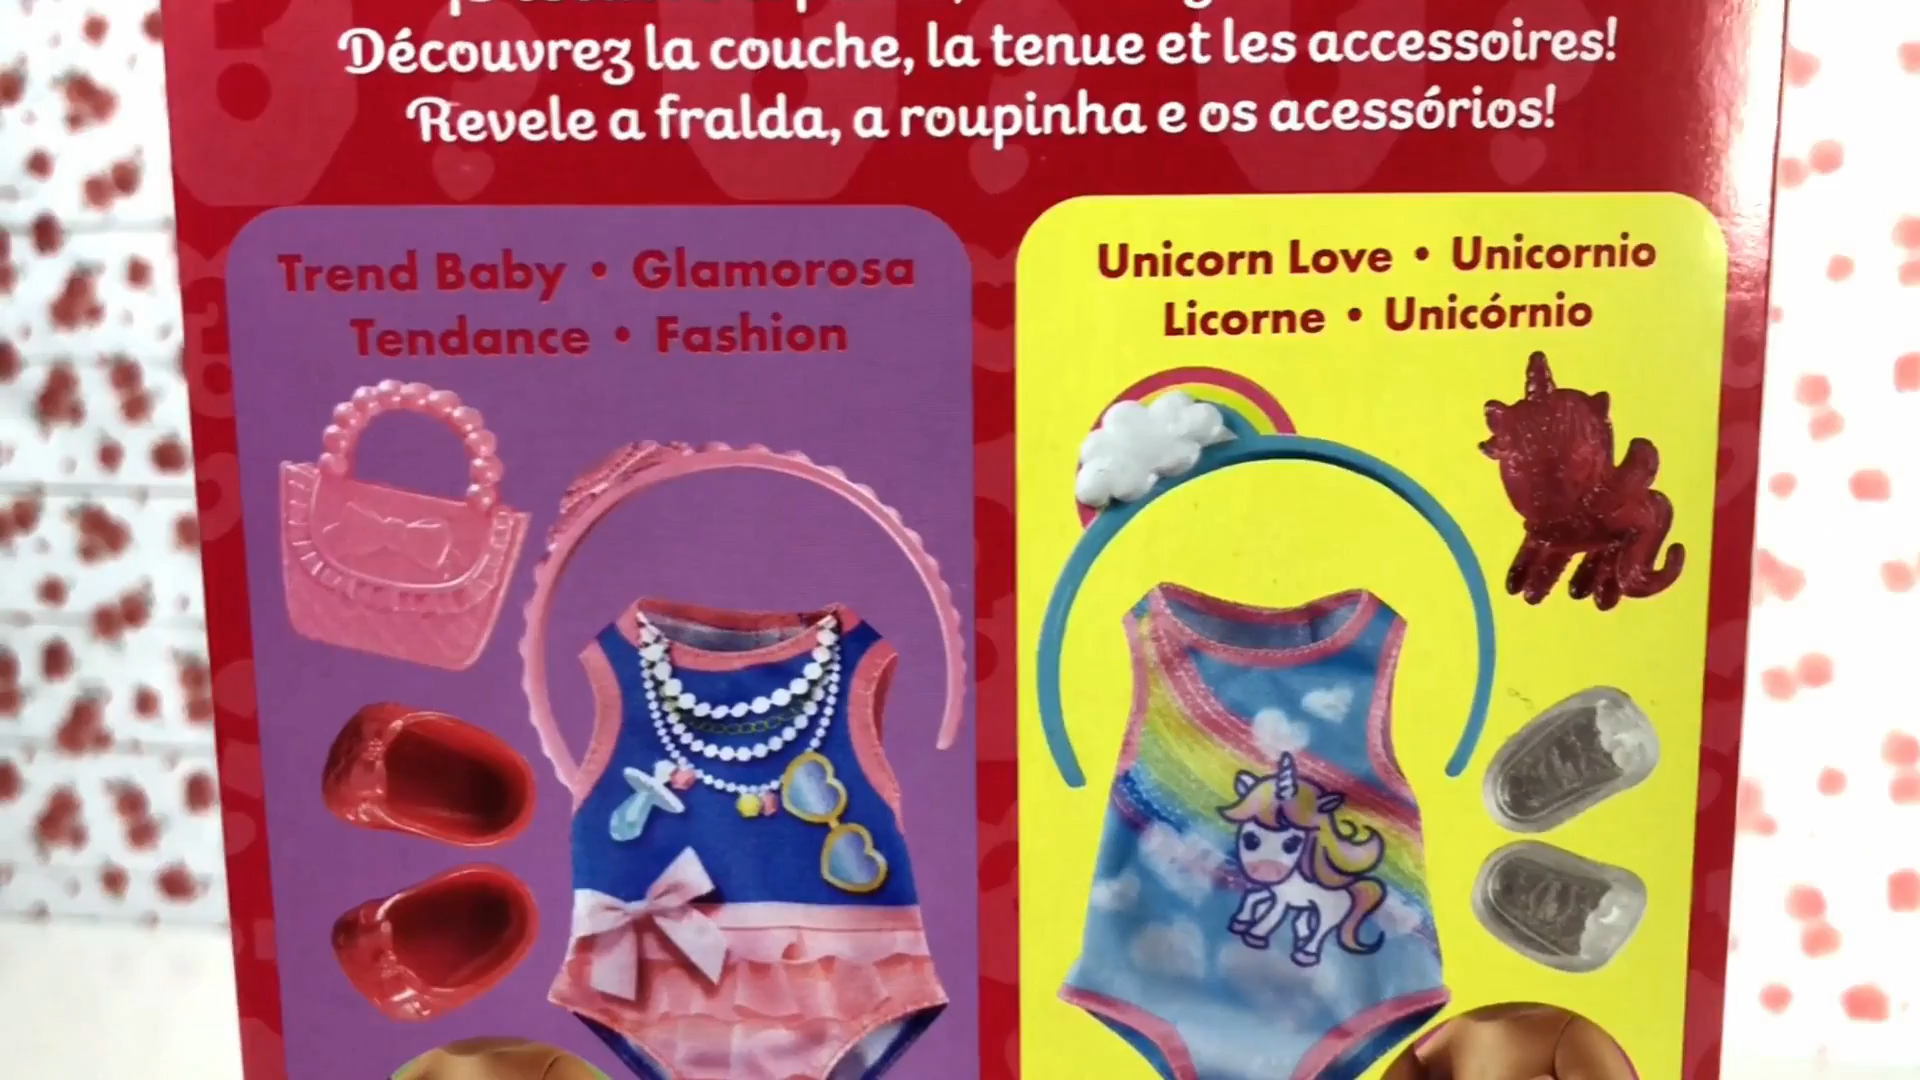 Découvrez la couche, la tenue et les accessoires!
Revele a fralda, a roupinha e os acessórios!
Trend Baby • Glamorosa
Tendance • Fashion
Unicorn Love • Unicornio
Licorne • Unicórnio